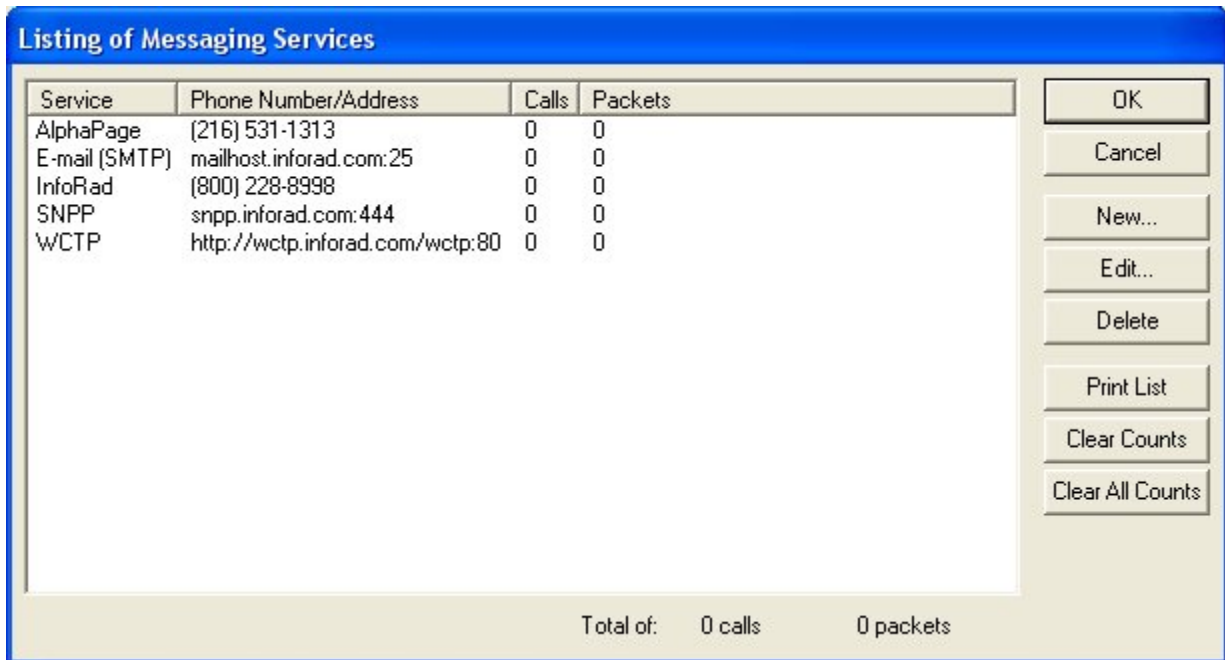 Listing of Messaging Services
Service Phone Number/Address Calls Packets
AlphaPage (216) 531-1313 0 0
E-mail (SMTP) mailhost.inforad.com:25 0 0
InfoRad (800) 228-8998 0 0
SNPP snpp.inforad.com:444 0 0
WCTP http://wctp.inforad.com/wctp:80 0 0
Total of: 0 calls 0 packets
OK
Cancel
New...
Edit...
Delete
Print List
Clear Counts
Clear All Counts